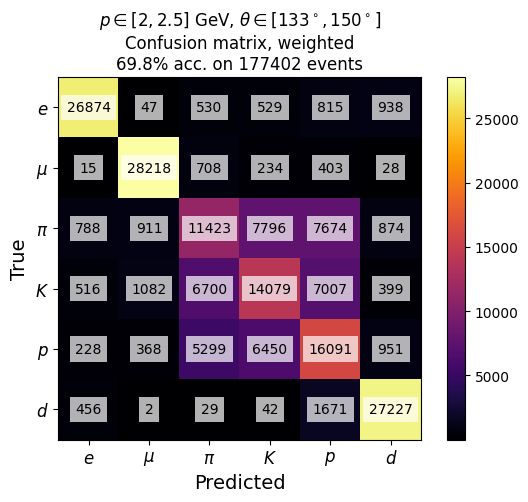 p ∈ [2, 2.5] GeV, θ ∈ [133°, 150°]
Confusion matrix, weighted
69.8% acc. on 177402 events
e 26874 47 530 529 815 938
μ 15 28218 708 234 403 28
π 788 911 11423 7796 7674 874
K 516 1082 6700 14079 7007 399
p 228 368 5299 6450 16091 951
d 456 2 29 42 1671 27227
e μ π K p d
Predicted
True
25000
20000
15000
10000
5000